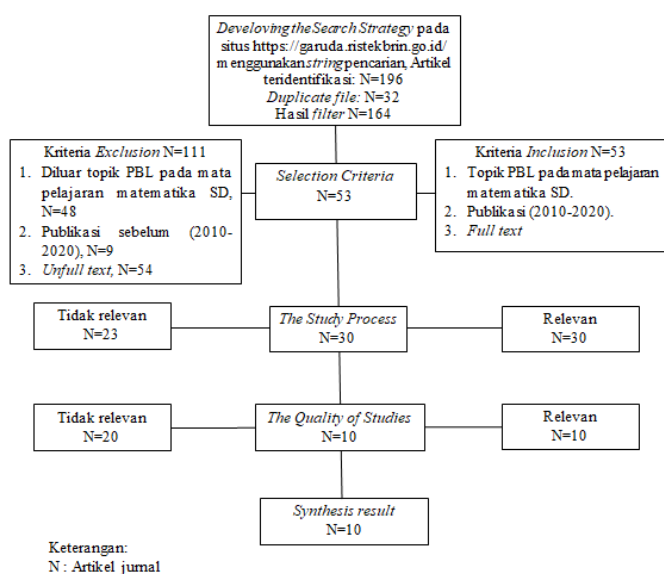 Develoving the Search Strategy pada
situs https://garuda.ristekbrin.go.id/
menggunakan string pencarian, Artikel
teridentifikasi: N=196
Duplicate file: N=32
Hasil filter N=164
Kriteria Exclusion N=111
1. Diluar topik PBL pada mata
pelajaran matematika SD,
N=48
2. Publikasi sebelum (2010-
2020), N=9
3. Unfull text, N=54
Selection Criteria
N=53
Kriteria Inclusion N=53
1. Topik PBL pada mata pelajaran
matematika SD.
2. Publikasi (2010-2020).
3. Full text
Tidak relevan
N=23
The Study Process
N=30
Relevan
N=30
Tidak relevan
N=20
The Quality of Studies
N=10
Relevan
N=10
Synthesis result
N=10
Keterangan:
N : Artikel jurnal